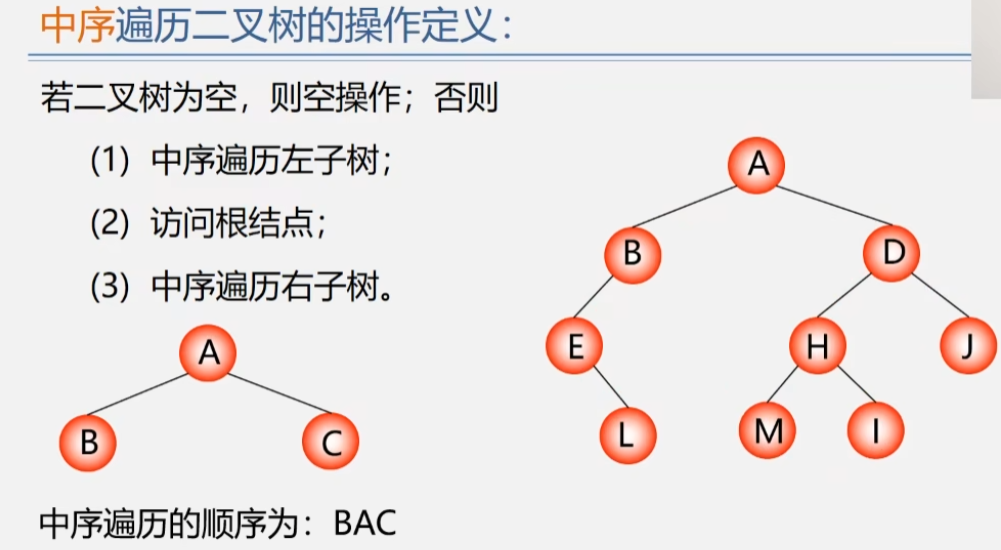 中序遍历二叉树的操作定义：
若二叉树为空，则空操作；否则
(1) 中序遍历左子树；
(2) 访问根结点；
(3) 中序遍历右子树。
A
B C
中序遍历的顺序为：BAC
A
B D
E H J
L M I